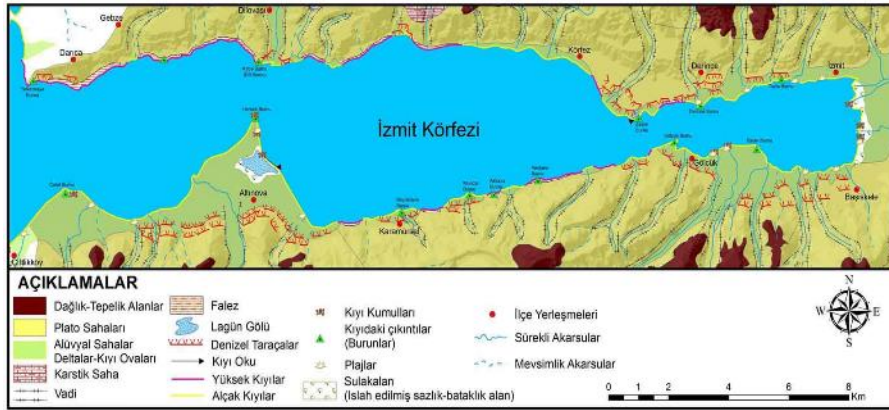 Gebze
Dilovası
Darıca
Körfez
Derince
İzmit
İzmit Körfezi
Gölcük
Altınova
Başiskele
Karamürsel
Çiftlikköy
AÇIKLAMALAR
Dağlık-Tepelik Alanlar
Plato Sahaları
Alüvyal Sahalar
Deltalar-Kıyı Ovaları
Karstik Saha
Vadi
Falez
Lagün Gölü
Denizel Taraçalar
Kıyı Oku
Yüksek Kıyılar
Alçak Kıyılar
Kıyı Kumulları
Kıyıdaki çıkıntılar
(Burunlar)
Plajlar
Sulakalan
(Islah edilmiş sazlık-bataklık alan)
İlçe Yerleşmeleri
Sürekli Akarsular
Mevsimlik Akarsular
N
W E
S
0 2 4 6 8
Km